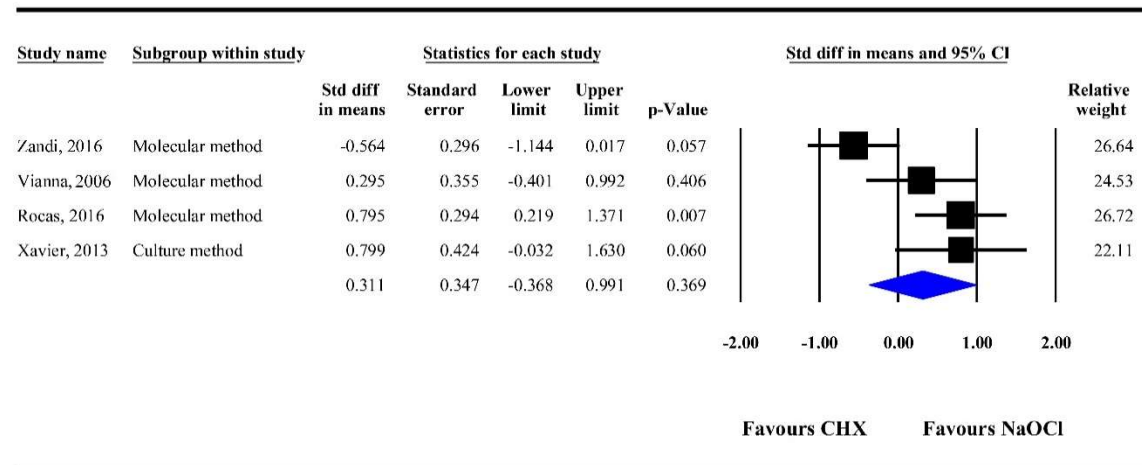 Study name Subgroup within study Statistics for each study Std diff in means and 95% CI
Std diff in means Standard error Lower limit Upper limit p-Value Relative weight
Zandi, 2016 Molecular method -0.564 0.296 -1.144 0.017 0.057 26.64
Vianna, 2006 Molecular method 0.295 0.355 -0.401 0.992 0.406 24.53
Rocas, 2016 Molecular method 0.795 0.294 0.219 1.371 0.007 26.72
Xavier, 2013 Culture method 0.799 0.424 -0.032 1.630 0.060 22.11
0.311 0.347 -0.368 0.991 0.369
-2.00 -1.00 0.00 1.00 2.00
Favours CHX Favours NaOCl